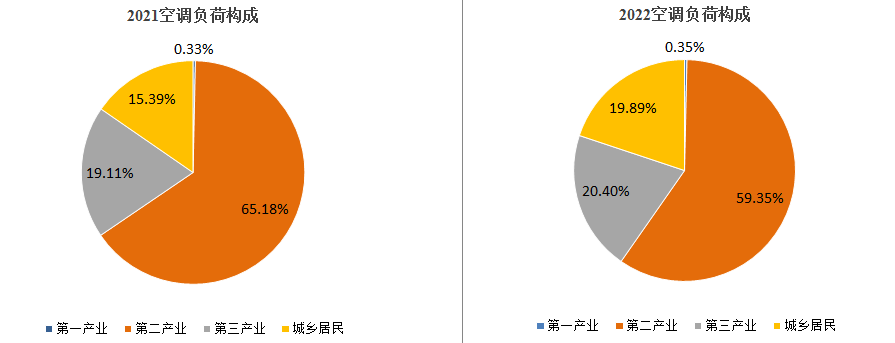 2021空调负荷构成
0.33%
15.39%
19.11%
65.18%
第一产业 第二产业 第三产业 城乡居民
2022空调负荷构成
0.35%
19.89%
20.40%
59.35%
第一产业 第二产业 第三产业 城乡居民